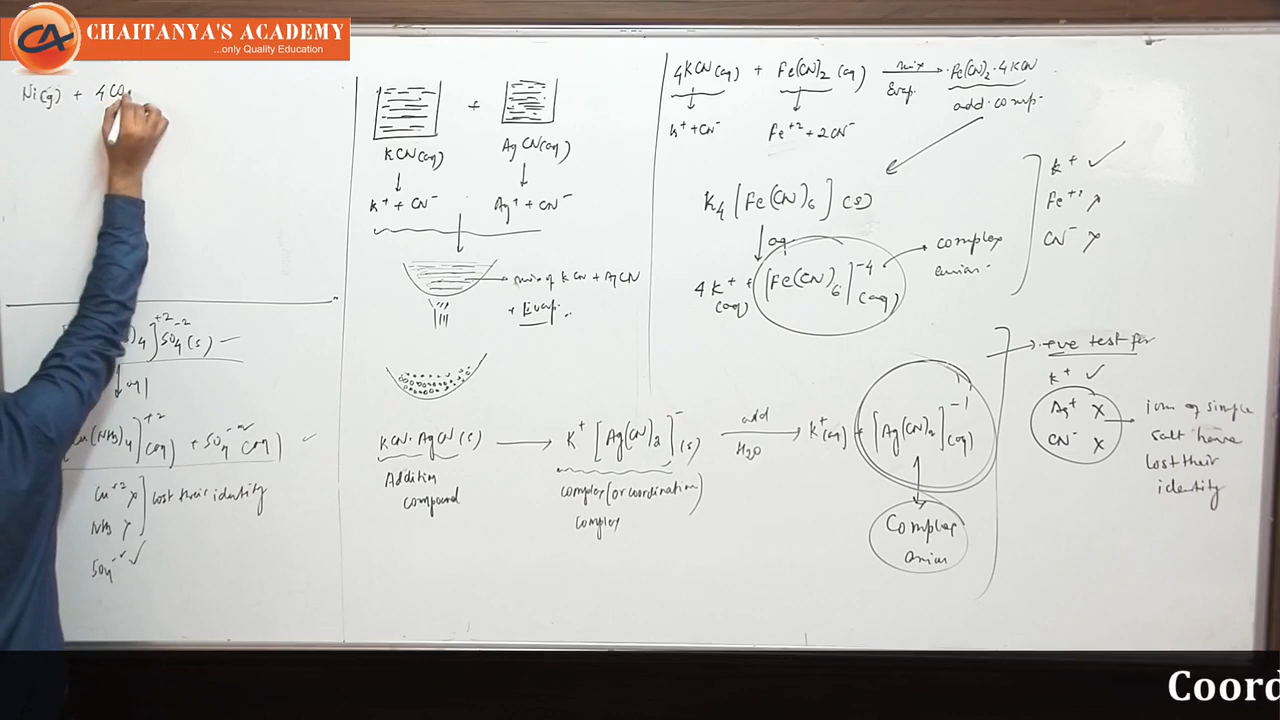 CA
CHAITANYA'S ACADEMY
...only Quality Education
Ni(g) + 4CO
]⁺² SO₄⁻² (s)
↓ aq
Cu(NH₃)₄]⁺² (aq) + SO₄⁻² (aq) ✓
Cu⁺² x
NH₃ x
SO₄⁻² ✓
lost their identity
+
KCN(aq)
AgCN(aq)
↓
↓
K⁺ + CN⁻
Ag⁺ + CN⁻
mix of KCN + AgCN
+ Evap.
KCN·AgCN(s) ⟶ K⁺ [Ag(CN)₂]⁻ (s)
add
H₂O
K⁺(aq) + [Ag(CN)₂]⁻¹ (aq)
Addition
compound
complex (or coordination)
complex
Complex
anion
4KCN(aq) + Fe(CN)₂ (aq)
mix
Evap.
Fe(CN)₂·4KCN
add. comp.
K⁺ + CN⁻
Fe⁺² + 2CN⁻
K₄[Fe(CN)₆] (s)
↓ aq
4K⁺ (aq) + [Fe(CN)₆]⁻⁴ (aq)
complex
anion
K⁺ ✓
Fe⁺² x
CN⁻ x
+eve test for
K⁺ ✓
Ag⁺ x
CN⁻ x
ions of simple
salt have
lost their
identity
Coord